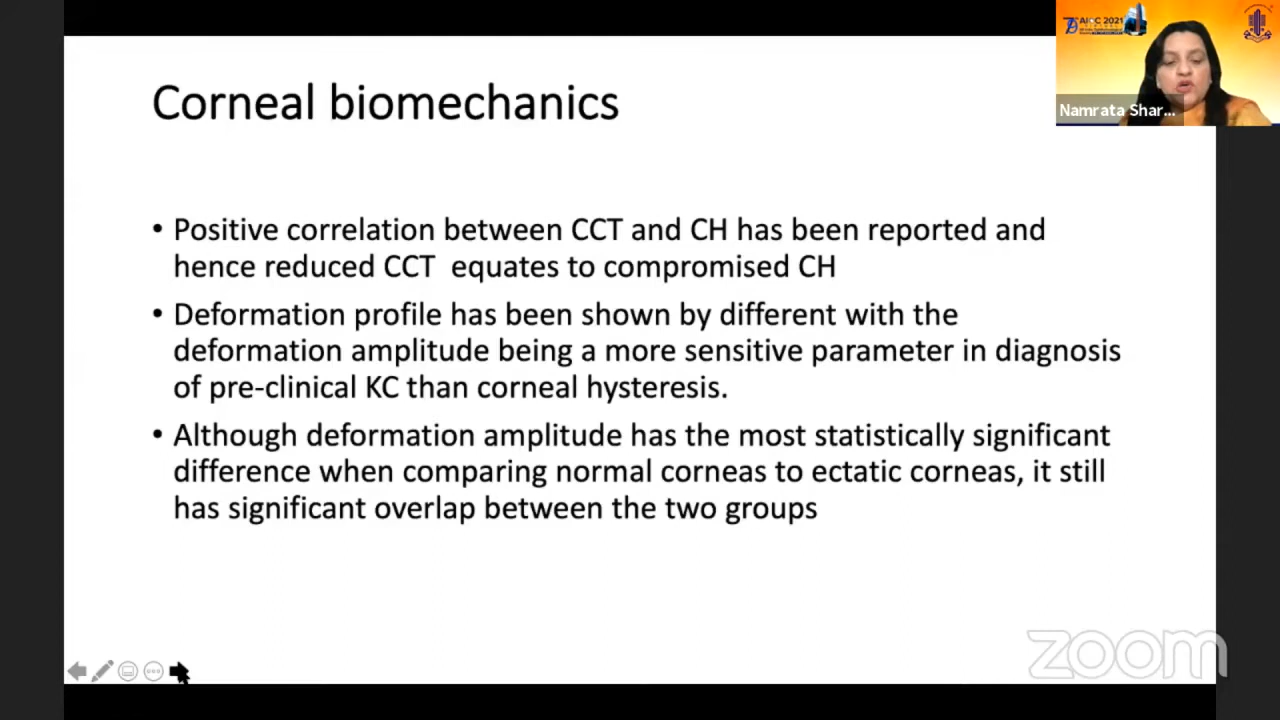 Corneal biomechanics
• Positive correlation between CCT and CH has been reported and
hence reduced CCT equates to compromised CH
• Deformation profile has been shown by different with the
deformation amplitude being a more sensitive parameter in diagnosis
of pre-clinical KC than corneal hysteresis.
• Although deformation amplitude has the most statistically significant
difference when comparing normal corneas to ectatic corneas, it still
has significant overlap between the two groups
AIOC 2021
Namrata Shar...
zoom